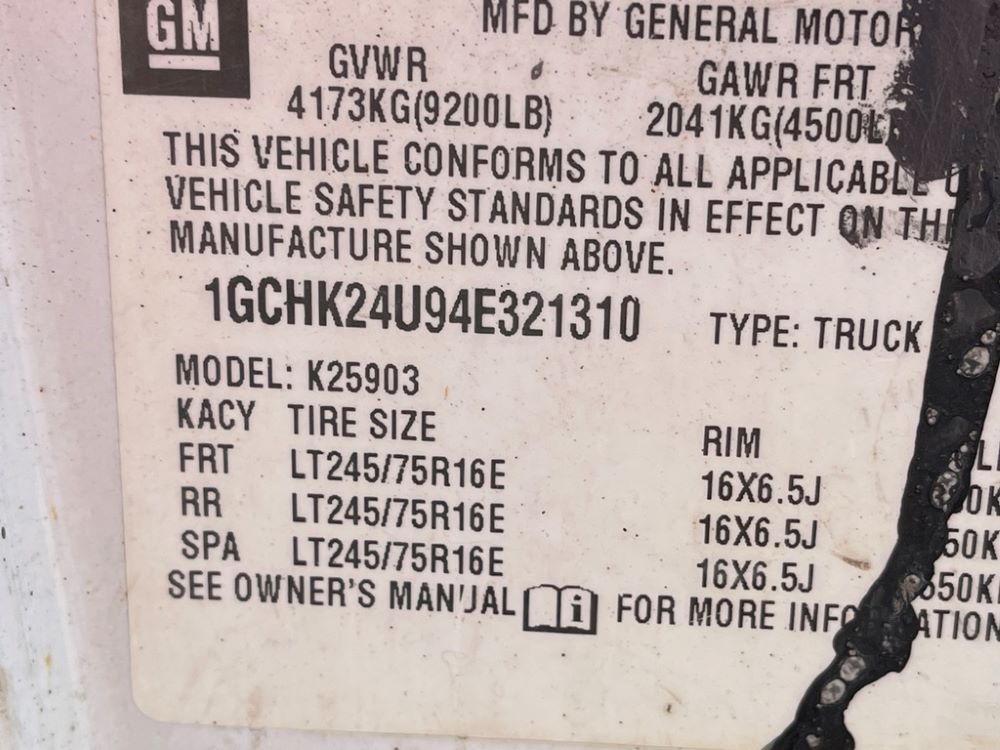 GM
MFD BY GENERAL MOTOR
GVWR GAWR FRT
4173KG(9200LB) 2041KG(4500L
THIS VEHICLE CONFORMS TO ALL APPLICABLE
VEHICLE SAFETY STANDARDS IN EFFECT ON THE
MANUFACTURE SHOWN ABOVE.
1GCHK24U94E321310 TYPE: TRUCK
MODEL: K25903
KACY TIRE SIZE RIM
FRT LT245/75R16E 16X6.5J
RR LT245/75R16E 16X6.5J
SPA LT245/75R16E 16X6.5J
SEE OWNER'S MANUAL i FOR MORE